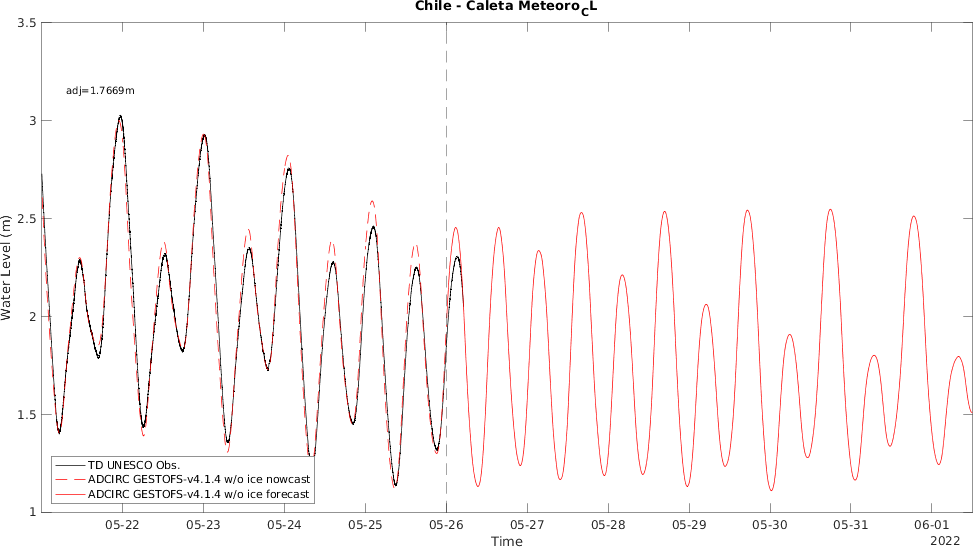 Chile - Caleta Meteoro_CL
adj=1.7669m
Water Level (m)
3.5
3
2.5
2
1.5
1
TD UNESCO Obs.
ADCIRC GESTOFS-v4.1.4 w/o ice nowcast
ADCIRC GESTOFS-v4.1.4 w/o ice forecast
05-22 05-23 05-24 05-25 05-26 05-27 05-28 05-29 05-30 05-31 06-01
Time 2022